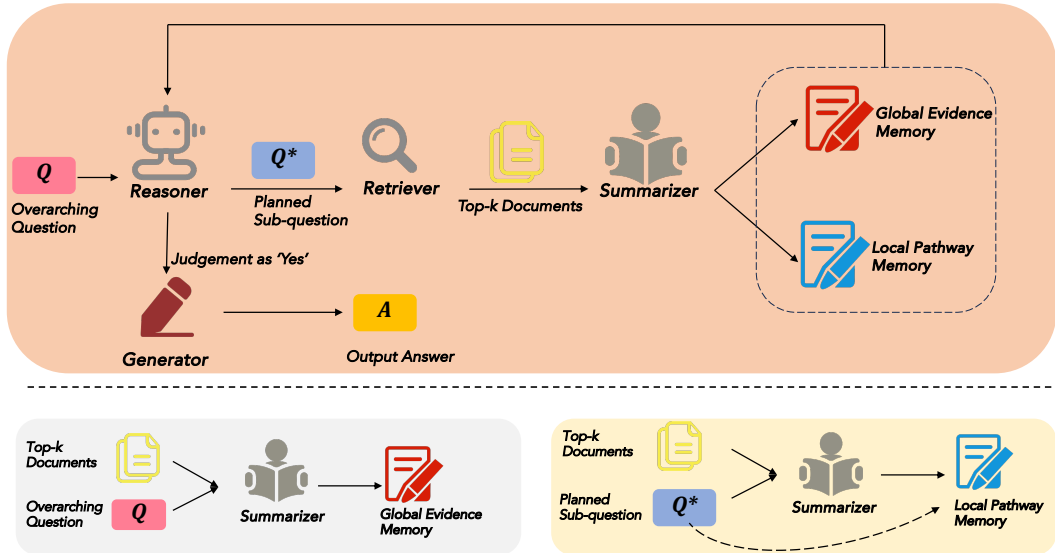 Q
Overarching
Question
Reasoner
Q*
Planned
Sub-question
Retriever
Top-k Documents
Summarizer
Global Evidence
Memory
Local Pathway
Memory
Judgement as ‘Yes’
Generator
A
Output Answer
Top-k
Documents
Overarching
Question
Q
Summarizer
Global Evidence
Memory
Top-k
Documents
Planned
Sub-question
Q*
Summarizer
Local Pathway
Memory